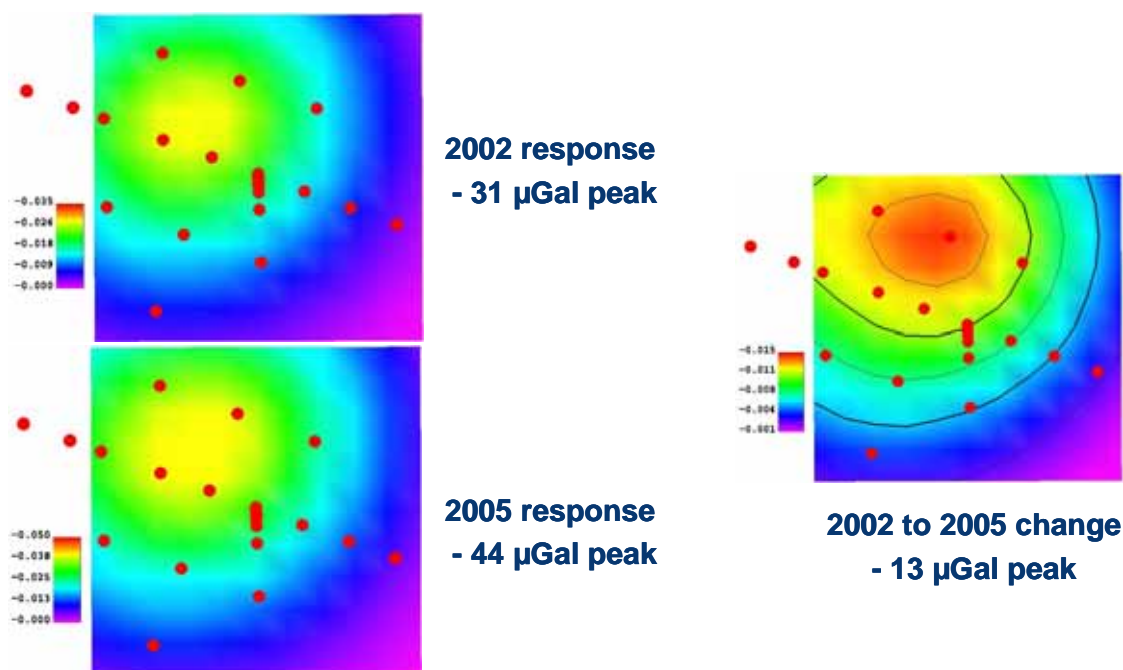 2002 response
- 31 µGal peak
-0.035
-0.026
-0.018
-0.009
-0.000
2005 response
- 44 µGal peak
-0.050
-0.038
-0.025
-0.013
-0.000
-0.015
-0.011
-0.008
-0.004
-0.001
2002 to 2005 change
- 13 µGal peak